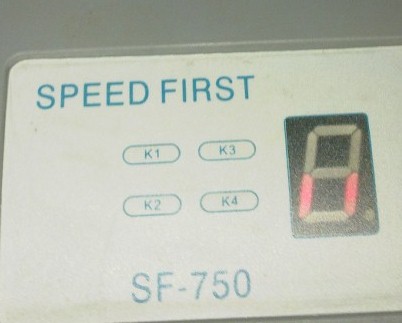 SPEED FIRST
K1 K3
K2 K4
SF-750